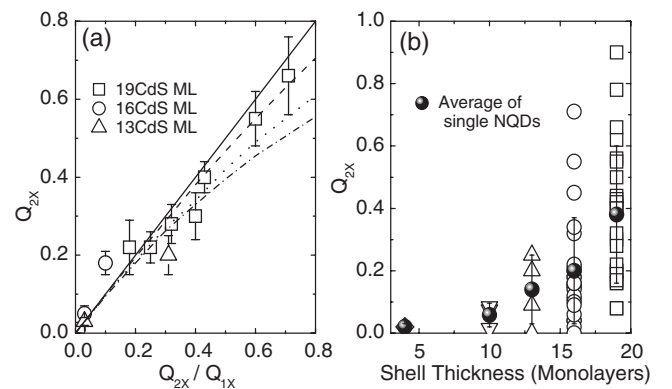 (a)
19CdS ML
16CdS ML
13CdS ML
Q2X
0.8
0.6
0.4
0.2
0.0
0.0 0.2 0.4 0.6 0.8
Q2X / Q1X
(b)
Average of
single NQDs
Q2X
1.0
0.8
0.6
0.4
0.2
0.0
5 10 15 20
Shell Thickness (Monolayers)